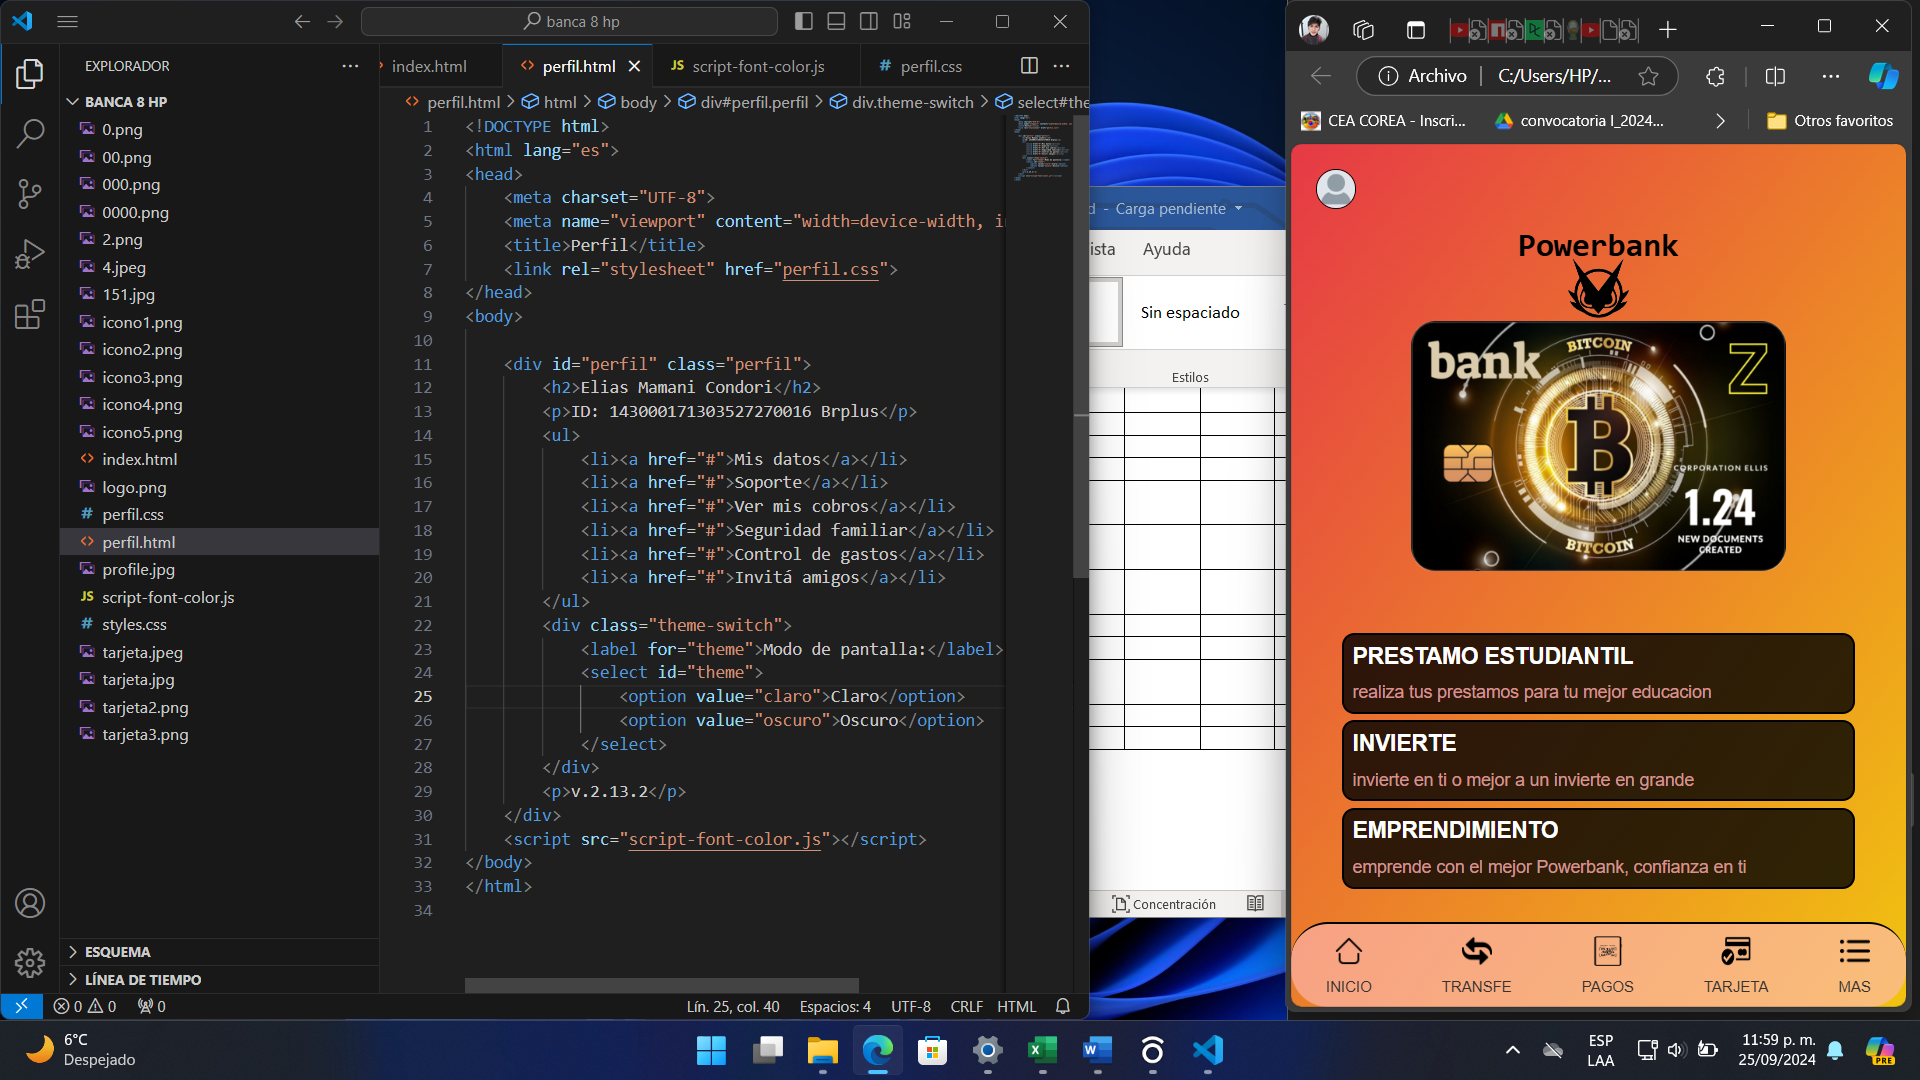 banca 8 hp
EXPLORADOR
BANCA 8 HP
0.png
00.png
000.png
0000.png
2.png
4.jpeg
151.jpg
icono1.png
icono2.png
icono3.png
icono4.png
icono5.png
index.html
logo.png
perfil.css
perfil.html
profile.jpg
script-font-color.js
styles.css
tarjeta.jpeg
tarjeta.jpg
tarjeta2.png
tarjeta3.png
ESQUEMA
LÍNEA DE TIEMPO
index.html
perfil.html
JS script-font-color.js
# perfil.css
perfil.html > html > body > div#perfil.perfil > div.theme-switch > select#the
1 <!DOCTYPE html>
2 <html lang="es">
3 <head>
4 <meta charset="UTF-8">
5 <meta name="viewport" content="width=device-width, i
6 <title>Perfil</title>
7 <link rel="stylesheet" href="perfil.css">
8 </head>
9 <body>
10
11 <div id="perfil" class="perfil">
12 <h2>Elias Mamani Condori</h2>
13 <p>ID: 143000171303527270016 Brplus</p>
14 <ul>
15 <li><a href="#">Mis datos</a></li>
16 <li><a href="#">Soporte</a></li>
17 <li><a href="#">Ver mis cobros</a></li>
18 <li><a href="#">Seguridad familiar</a></li>
19 <li><a href="#">Control de gastos</a></li>
20 <li><a href="#">Invitá amigos</a></li>
21 </ul>
22 <div class="theme-switch">
23 <label for="theme">Modo de pantalla:</label>
24 <select id="theme">
25 <option value="claro">Claro</option>
26 <option value="oscuro">Oscuro</option>
27 </select>
28 </div>
29 <p>v.2.13.2</p>
30 </div>
31 <script src="script-font-color.js"></script>
32 </body>
33 </html>
34
0 0 0
Lín. 25, col. 40 Espacios: 4 UTF-8 CRLF HTML
d - Carga pendiente
ista Ayuda
Sin espaciado
Estilos
Concentración
Archivo | C:/Users/HP/...
CEA COREA - Inscri...
convocatoria I_2024...
Otros favoritos
Powerbank
bank
BITCOIN
Z
B
CORPORATION ELLIS
1.24
NEW DOCUMENTS
CREATED
BITCOIN
PRESTAMO ESTUDIANTIL
realiza tus prestamos para tu mejor educacion
INVIERTE
invierte en ti o mejor a un invierte en grande
EMPRENDIMIENTO
emprende con el mejor Powerbank, confianza en ti
INICIO
TRANSFE
PAGOS
TARJETA
MAS
6°C
Despejado
ESP
LAA
11:59 p. m.
25/09/2024
PRE